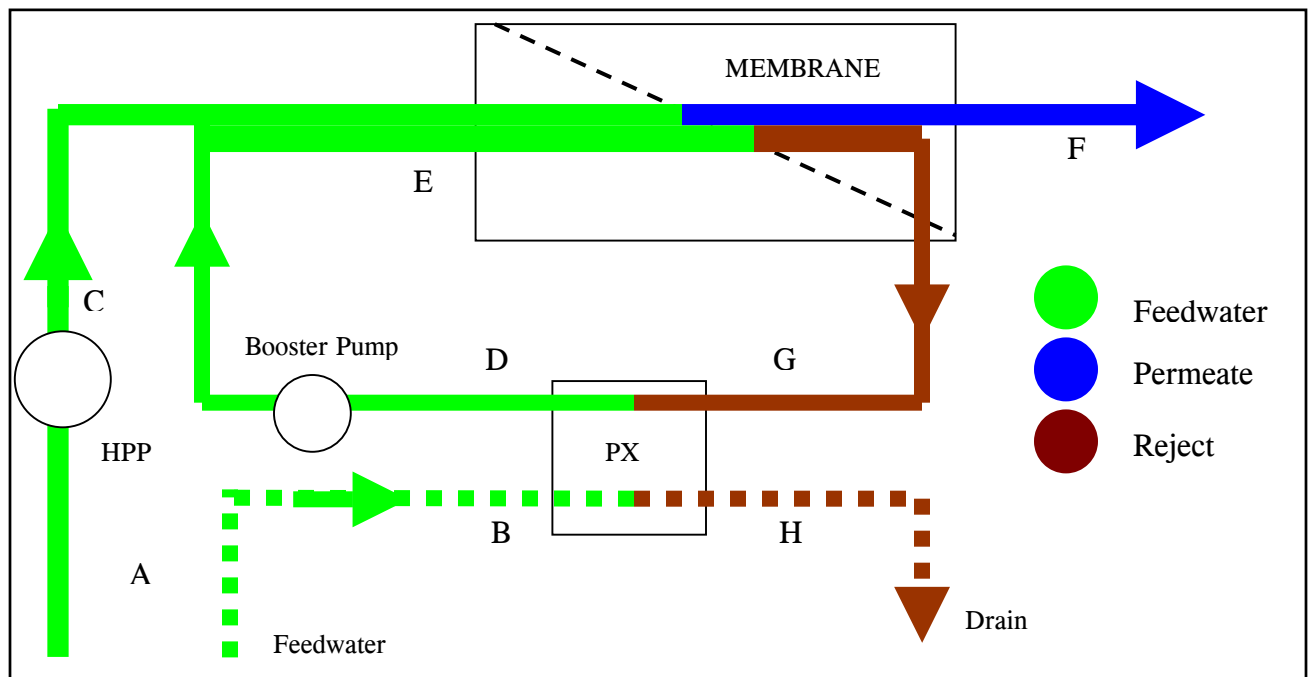 MEMBRANE
F
E
C
Feedwater
Booster Pump
D
G
Permeate
HPP
PX
Reject
B
H
A
Drain
Feedwater